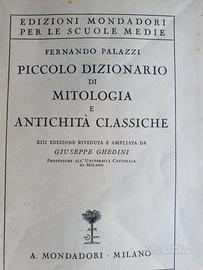 EDIZIONI MONDADORI
PER LE SCUOLE MEDIE
FERNANDO PALAZZI
PICCOLO DIZIONARIO
DI
MITOLOGIA
E
ANTICHITÀ CLASSICHE
XIII EDIZIONE RIVEDUTA E AMPLIATA DA
GIUSEPPE GHEDINI
PROFESSORE ALL'UNIVERSITÀ CATTOLICA
DI MILANO
A. MONDADORI - MILANO